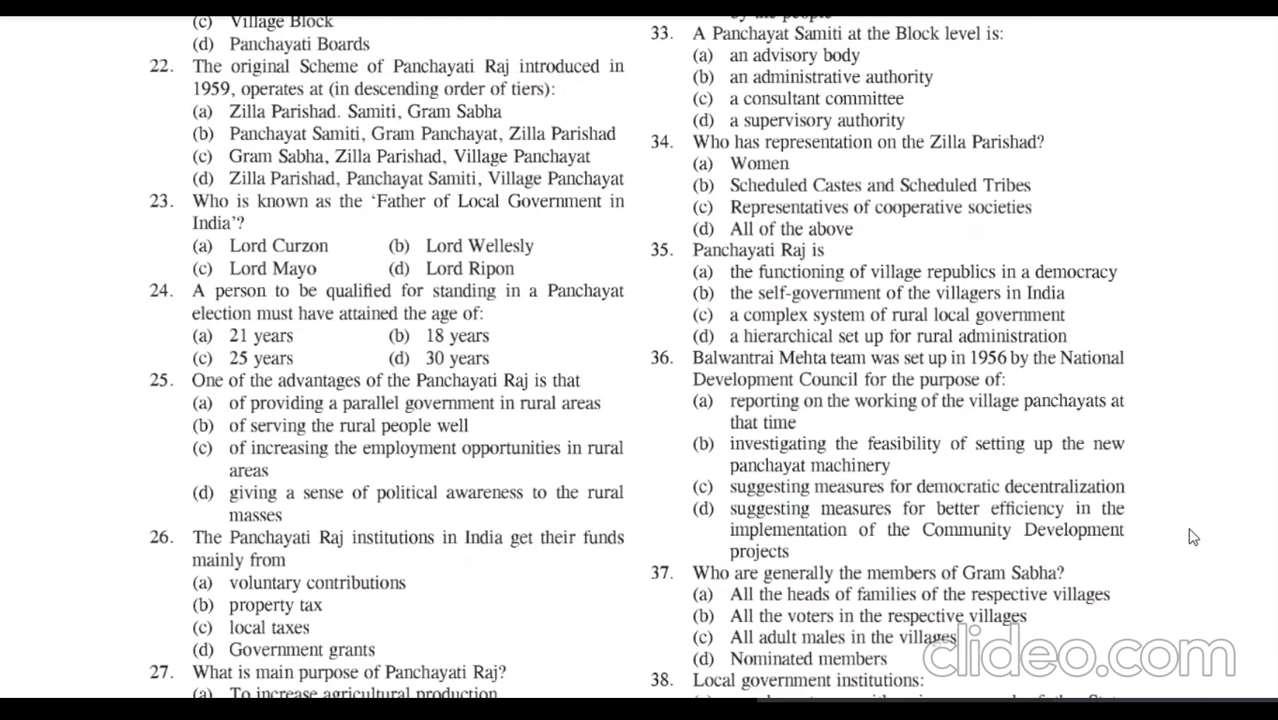 (c) Village Block
(d) Panchayati Boards
22. The original Scheme of Panchayati Raj introduced in
1959, operates at (in descending order of tiers):
(a) Zilla Parishad. Samiti, Gram Sabha
(b) Panchayat Samiti, Gram Panchayat, Zilla Parishad
(c) Gram Sabha, Zilla Parishad, Village Panchayat
(d) Zilla Parishad, Panchayat Samiti, Village Panchayat
23. Who is known as the ‘Father of Local Government in
India’?
(a) Lord Curzon (b) Lord Wellesly
(c) Lord Mayo (d) Lord Ripon
24. A person to be qualified for standing in a Panchayat
election must have attained the age of:
(a) 21 years (b) 18 years
(c) 25 years (d) 30 years
25. One of the advantages of the Panchayati Raj is that
(a) of providing a parallel government in rural areas
(b) of serving the rural people well
(c) of increasing the employment opportunities in rural
areas
(d) giving a sense of political awareness to the rural
masses
26. The Panchayati Raj institutions in India get their funds
mainly from
(a) voluntary contributions
(b) property tax
(c) local taxes
(d) Government grants
27. What is main purpose of Panchayati Raj?
(a) To increase agricultural production
by the people
33. A Panchayat Samiti at the Block level is:
(a) an advisory body
(b) an administrative authority
(c) a consultant committee
(d) a supervisory authority
34. Who has representation on the Zilla Parishad?
(a) Women
(b) Scheduled Castes and Scheduled Tribes
(c) Representatives of cooperative societies
(d) All of the above
35. Panchayati Raj is
(a) the functioning of village republics in a democracy
(b) the self-government of the villagers in India
(c) a complex system of rural local government
(d) a hierarchical set up for rural administration
36. Balwantrai Mehta team was set up in 1956 by the National
Development Council for the purpose of:
(a) reporting on the working of the village panchayats at
that time
(b) investigating the feasibility of setting up the new
panchayat machinery
(c) suggesting measures for democratic decentralization
(d) suggesting measures for better efficiency in the
implementation of the Community Development
projects
37. Who are generally the members of Gram Sabha?
(a) All the heads of families of the respective villages
(b) All the voters in the respective villages
(c) All adult males in the villages
(d) Nominated members
38. Local government institutions:
clideo.com